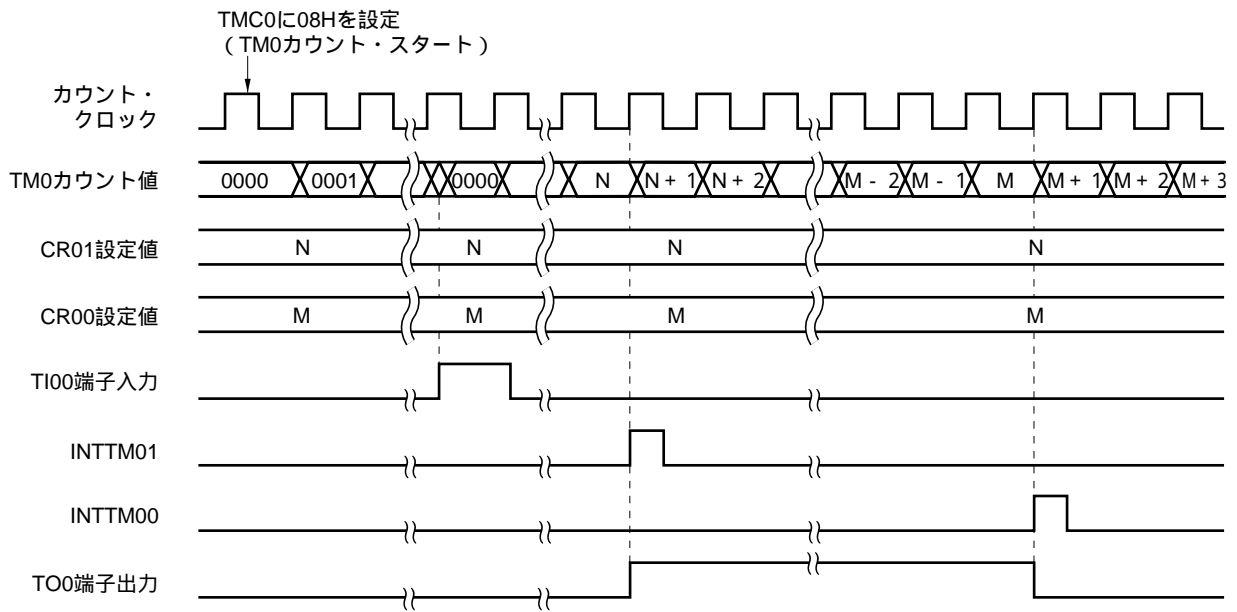 TMC0に08Hを設定
（TM0カウント・スタート）
カウント・
クロック
TM0カウント値
0000 0001 0000 N N + 1 N + 2 M - 2 M - 1 M M + 1 M + 2 M + 3
CR01設定値
N N N N
CR00設定値
M M M M
TI00端子入力
INTTM01
INTTM00
TO0端子出力